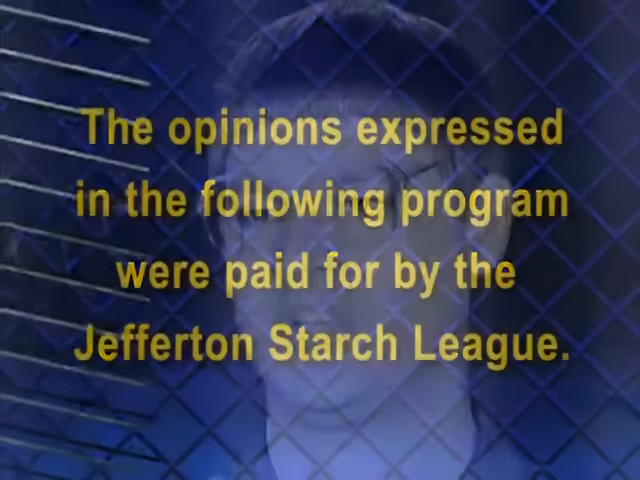 The opinions expressed
in the following program
were paid for by the
Jefferton Starch League.